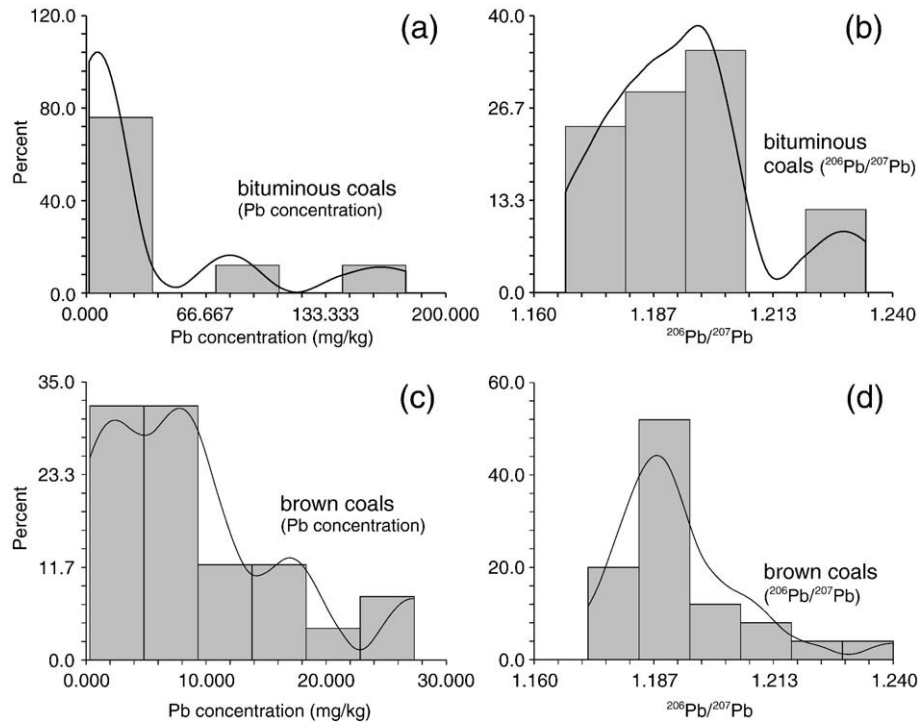 (a)
120.0
80.0
40.0
0.0
Percent
bituminous coals
(Pb concentration)
0.000 66.667 133.333 200.000
Pb concentration (mg/kg)
(b)
40.0
26.7
13.3
0.0
bituminous
coals (²⁰⁶Pb/²⁰⁷Pb)
1.160 1.187 1.213 1.240
²⁰⁶Pb/²⁰⁷Pb
(c)
35.0
23.3
11.7
0.0
Percent
brown coals
(Pb concentration)
0.000 10.000 20.000 30.000
Pb concentration (mg/kg)
(d)
60.0
40.0
20.0
0.0
brown coals
(²⁰⁶Pb/²⁰⁷Pb)
1.160 1.187 1.213 1.240
²⁰⁶Pb/²⁰⁷Pb